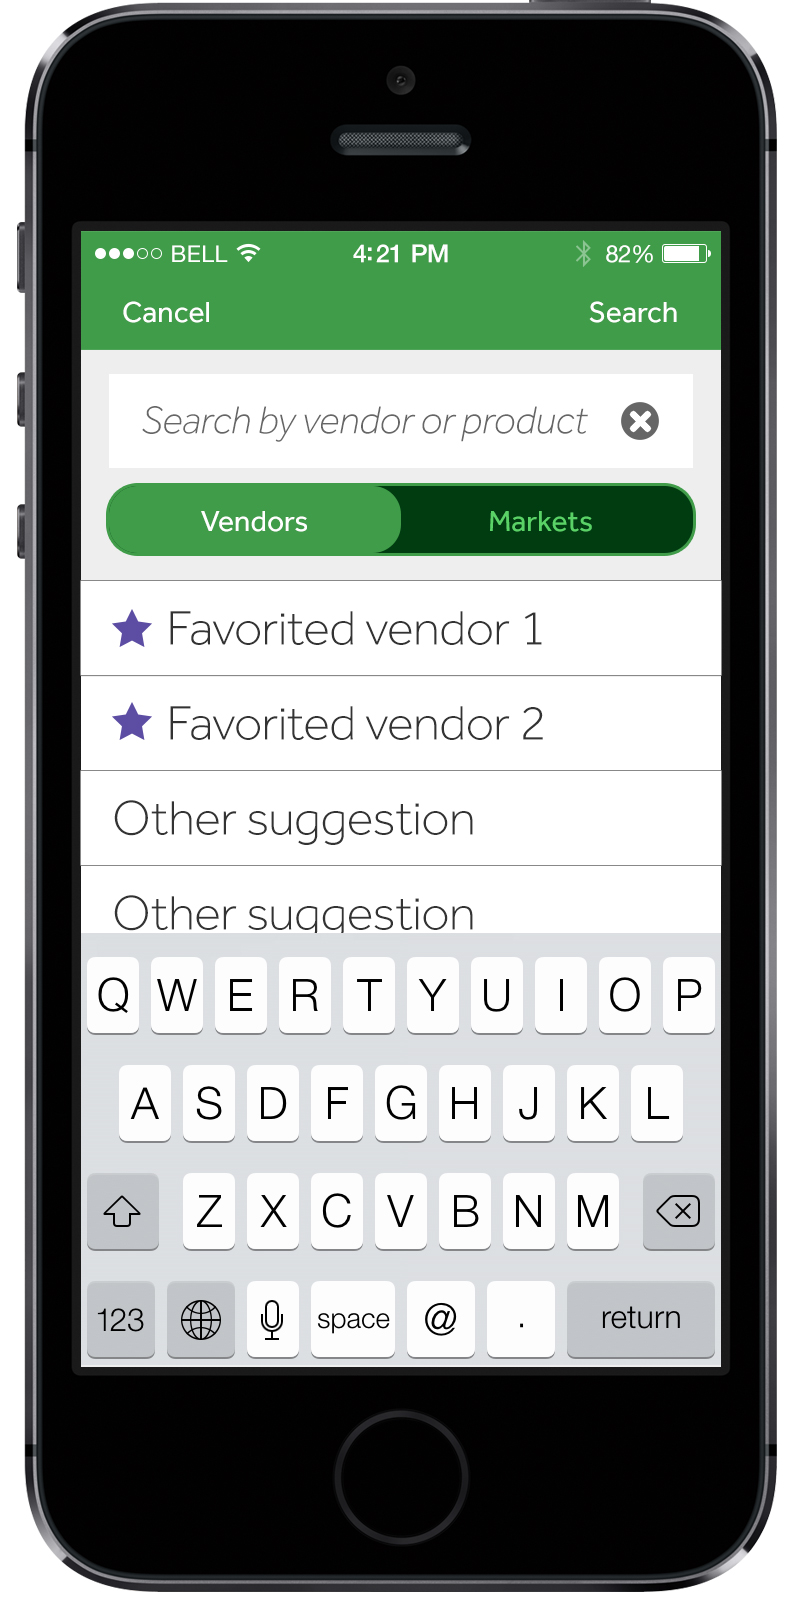 BELL 4:21 PM 82%
Cancel Search
Search by vendor or product
Vendors Markets
Favorited vendor 1
Favorited vendor 2
Other suggestion
Other suggestion
Q W E R T Y U I O P
A S D F G H J K L
Z X C V B N M
123 space @ . return